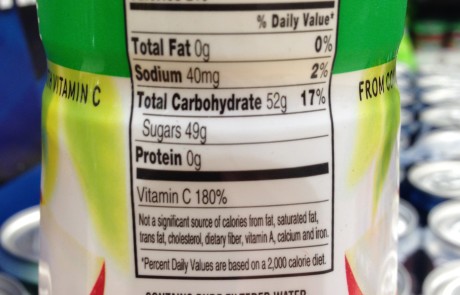 % Daily Value*
Total Fat 0g 0%
Sodium 40mg 2%
Total Carbohydrate 52g 17%
Sugars 49g
Protein 0g
Vitamin C 180%
Not a significant source of calories from fat, saturated fat,
trans fat, cholesterol, dietary fiber, vitamin A, calcium and iron.
*Percent Daily Values are based on a 2,000 calorie diet.
VITAMIN C
FROM